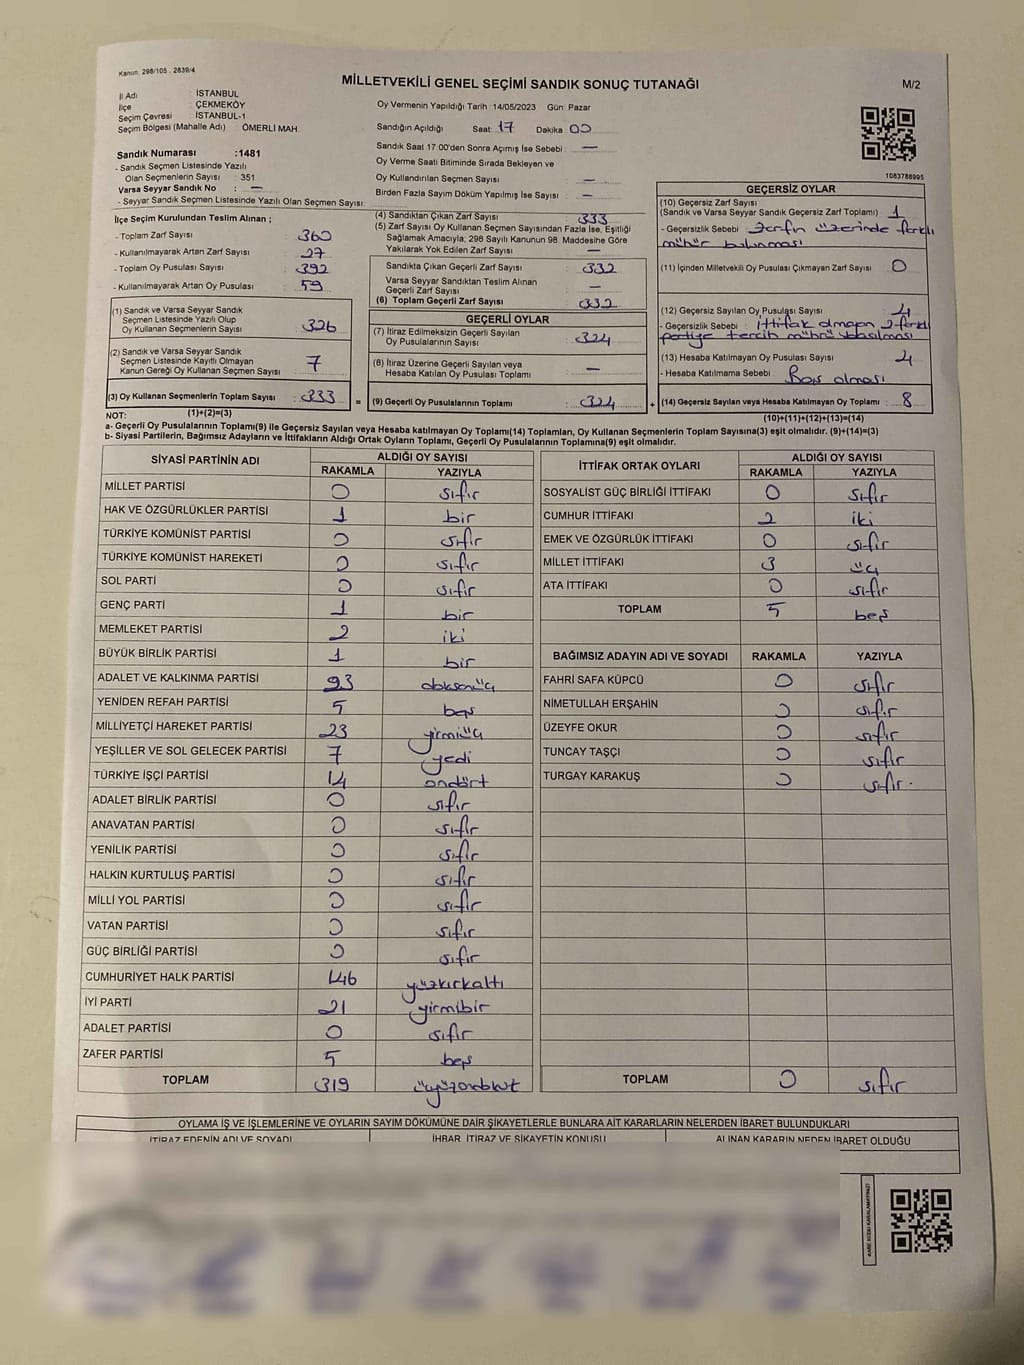 Kanun. 298/105 . 2839/4
MİLLETVEKİLİ GENEL SEÇİMİ SANDIK SONUÇ TUTANAĞI
M/2
İl Adı : İSTANBUL
İlçe : ÇEKMEKÖY
Seçim Çevresi : İSTANBUL-1
Seçim Bölgesi (Mahalle Adı) : ÖMERLİ MAH.
Oy Vermenin Yapıldığı Tarih :14/05/2023 Gün: Pazar
Sandığın Açıldığı Saat 17 Dakika 00
Sandık Saat 17.00'den Sonra Açılmış İse Sebebi : —
Oy Verme Saati Bitiminde Sırada Bekleyen ve
Oy Kullandırılan Seçmen Sayısı : —
Birden Fazla Sayım Döküm Yapılmış İse Sayısı : —
Sandık Numarası :1481
- Sandık Seçmen Listesinde Yazılı
Olan Seçmenlerin Sayısı : 351
Varsa Seyyar Sandık No : —
- Seyyar Sandık Seçmen Listesinde Yazılı Olan Seçmen Sayısı:
1083788995
İlçe Seçim Kurulundan Teslim Alınan ;
- Toplam Zarf Sayısı : 360
- Kullanılmayarak Artan Zarf Sayısı : 27
- Toplam Oy Pusulası Sayısı : 392
- Kullanılmayarak Artan Oy Pusulası : 59
(1) Sandık ve Varsa Seyyar Sandık
Seçmen Listesinde Yazılı Olup
Oy Kullanan Seçmenlerin Sayısı : 326
(2) Sandık ve Varsa Seyyar Sandık
Seçmen Listesinde Kayıtlı Olmayan
Kanun Gereği Oy Kullanan Seçmen Sayısı : 7
(3) Oy Kullanan Seçmenlerin Toplam Sayısı : 333
(1)+(2)=(3)
(4) Sandıktan Çıkan Zarf Sayısı : 333
(5) Zarf Sayısı Oy Kullanan Seçmen Sayısından Fazla İse, Eşitliği
Sağlamak Amacıyla; 298 Sayılı Kanunun 98. Maddesine Göre
Yakılarak Yok Edilen Zarf Sayısı : —
Sandıkta Çıkan Geçerli Zarf Sayısı : 332
Varsa Seyyar Sandıktan Teslim Alınan
Geçerli Zarf Sayısı : —
(6) Toplam Geçerli Zarf Sayısı : 332
GEÇERLİ OYLAR
(7) İtiraz Edilmeksizin Geçerli Sayılan
Oy Pusulalarının Sayısı : 324
(8) İtiraz Üzerine Geçerli Sayılan veya
Hesaba Katılan Oy Pusulası Toplamı : —
= (9) Geçerli Oy Pusulalarının Toplamı : 324
GEÇERSİZ OYLAR
(10) Geçersiz Zarf Sayısı
(Sandık ve Varsa Seyyar Sandık Geçersiz Zarf Toplamı) : 1
- Geçersizlik Sebebi : Zarfın üzerinde farklı
mühür bulunması
(11) İçinden Milletvekili Oy Pusulası Çıkmayan Zarf Sayısı : 0
(12) Geçersiz Sayılan Oy Pusulası Sayısı : 4
- Geçersizlik Sebebi : İttifak olmayan 2 farklı
partiye tercih mührü basılması
(13) Hesaba Katılmayan Oy Pusulası Sayısı : 4
- Hesaba Katılmama Sebebi : Boş olması
+ (14) Geçersiz Sayılan veya Hesaba Katılmayan Oy Toplamı : 8
(10)+(11)+(12)+(13)=(14)
NOT:
a- Geçerli Oy Pusulalarının Toplamı(9) ile Geçersiz Sayılan veya Hesaba katılmayan Oy Toplamı(14) Toplamları, Oy Kullanan Seçmenlerin Toplam Sayısına(3) eşit olmalıdır. (9)+(14)=(3)
b- Siyasi Partilerin, Bağımsız Adayların ve İttifakların Aldığı Ortak Oyların Toplamı, Geçerli Oy Pusulalarının Toplamına(9) eşit olmalıdır.
SİYASİ PARTİNİN ADI ALDIĞI OY SAYISI
RAKAMLA YAZIYLA
MİLLET PARTİSİ 0 sıfır
HAK VE ÖZGÜRLÜKLER PARTİSİ 1 bir
TÜRKİYE KOMÜNİST PARTİSİ 0 sıfır
TÜRKİYE KOMÜNİST HAREKETİ 0 sıfır
SOL PARTİ 0 sıfır
GENÇ PARTİ 1 bir
MEMLEKET PARTİSİ 2 iki
BÜYÜK BİRLİK PARTİSİ 1 bir
ADALET VE KALKINMA PARTİSİ 93 doksanüç
YENİDEN REFAH PARTİSİ 5 beş
MİLLİYETÇİ HAREKET PARTİSİ 23 yirmiüç
YEŞİLLER VE SOL GELECEK PARTİSİ 7 yedi
TÜRKİYE İŞÇİ PARTİSİ 14 ondört
ADALET BİRLİK PARTİSİ 0 sıfır
ANAVATAN PARTİSİ 0 sıfır
YENİLİK PARTİSİ 0 sıfır
HALKIN KURTULUŞ PARTİSİ 0 sıfır
MİLLİ YOL PARTİSİ 0 sıfır
VATAN PARTİSİ 0 sıfır
GÜÇ BİRLİĞİ PARTİSİ 0 sıfır
CUMHURİYET HALK PARTİSİ 146 yüzkırkaltı
İYİ PARTİ 21 yirmibir
ADALET PARTİSİ 0 sıfır
ZAFER PARTİSİ 5 beş
TOPLAM 319 üçyüzondokuz
İTTİFAK ORTAK OYLARI ALDIĞI OY SAYISI
RAKAMLA YAZIYLA
SOSYALİST GÜÇ BİRLİĞİ İTTİFAKI 0 sıfır
CUMHUR İTTİFAKI 2 iki
EMEK VE ÖZGÜRLÜK İTTİFAKI 0 sıfır
MİLLET İTTİFAKI 3 üç
ATA İTTİFAKI 0 sıfır
TOPLAM 5 beş
BAĞIMSIZ ADAYIN ADI VE SOYADI RAKAMLA YAZIYLA
FAHRİ SAFA KÜPCÜ 0 sıfır
NİMETULLAH ERŞAHİN 0 sıfır
ÜZEYFE OKUR 0 sıfır
TUNCAY TAŞÇI 0 sıfır
TURGAY KARAKUŞ 0 sıfır
TOPLAM 0 sıfır
OYLAMA İŞ VE İŞLEMLERİNE VE OYLARIN SAYIM DÖKÜMÜNE DAİR ŞİKAYETLERLE BUNLARA AİT KARARLARIN NELERDEN İBARET BULUNDUKLARI
İTİRAZ EDENİN ADI VE SOYADI İHBAR, İTİRAZ VE ŞİKAYETİN KONUSU ALINAN KARARIN NEDEN İBARET OLDUĞU
KARE KODU KARALAMAYINIZ!